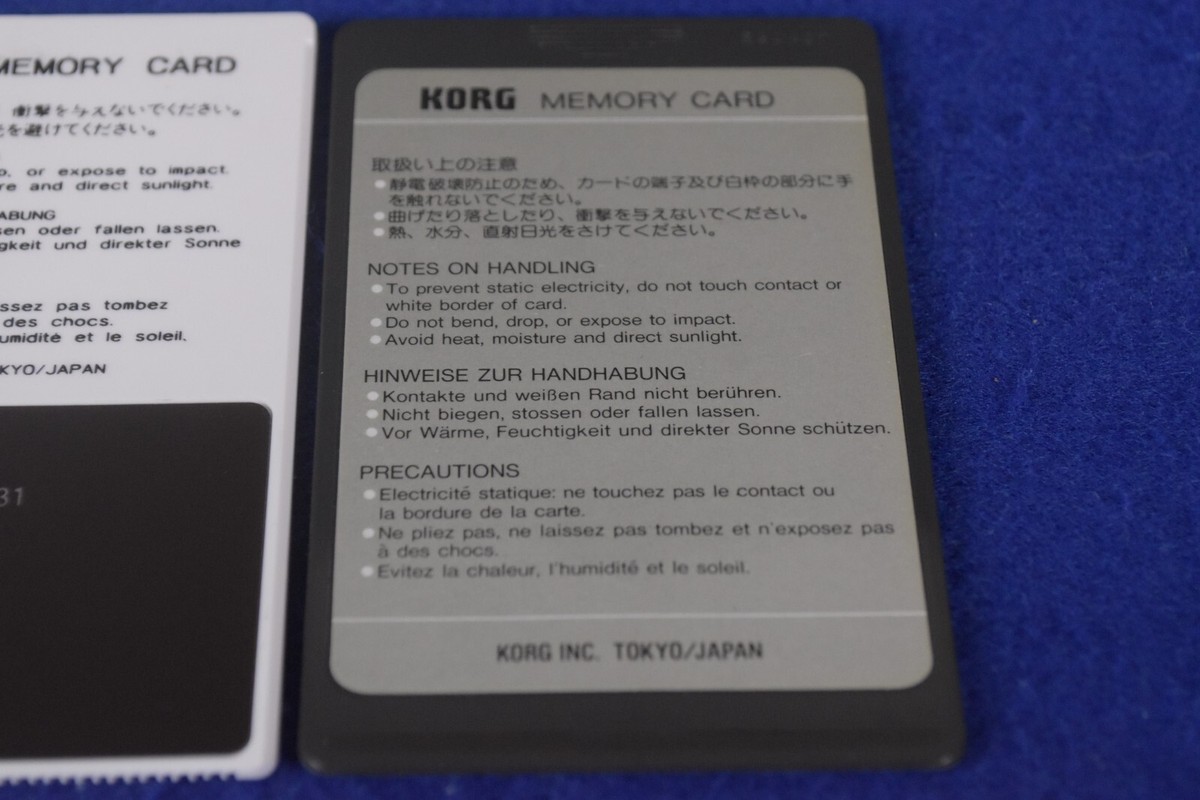 MEMORY CARD
衝撃を与えないでください。
を避けてください。
or expose to impact.
and direct sunlight.
oder fallen lassen.
und direkter Sonne
pas tombez
des chocs.
et le soleil.
/JAPAN
31
KORG MEMORY CARD
取扱い上の注意
●静電破壊防止のため、カードの端子及び白枠の部分に手
を触れないでください。
●曲げたり落としたり、衝撃を与えないでください。
●熱、水分、直射日光をさけてください。
NOTES ON HANDLING
●To prevent static electricity, do not touch contact or
white border of card.
●Do not bend, drop, or expose to impact.
●Avoid heat, moisture and direct sunlight.
HINWEISE ZUR HANDHABUNG
●Kontakte und weißen Rand nicht berühren.
●Nicht biegen, stossen oder fallen lassen.
●Vor Wärme, Feuchtigkeit und direkter Sonne schützen.
PRECAUTIONS
●Electricité statique: ne touchez pas le contact ou
la bordure de la carte.
●Ne pliez pas, ne laissez pas tombez et n'exposez pas
à des chocs.
●Evitez la chaleur, l'humidité et le soleil.
KORG INC. TOKYO/JAPAN